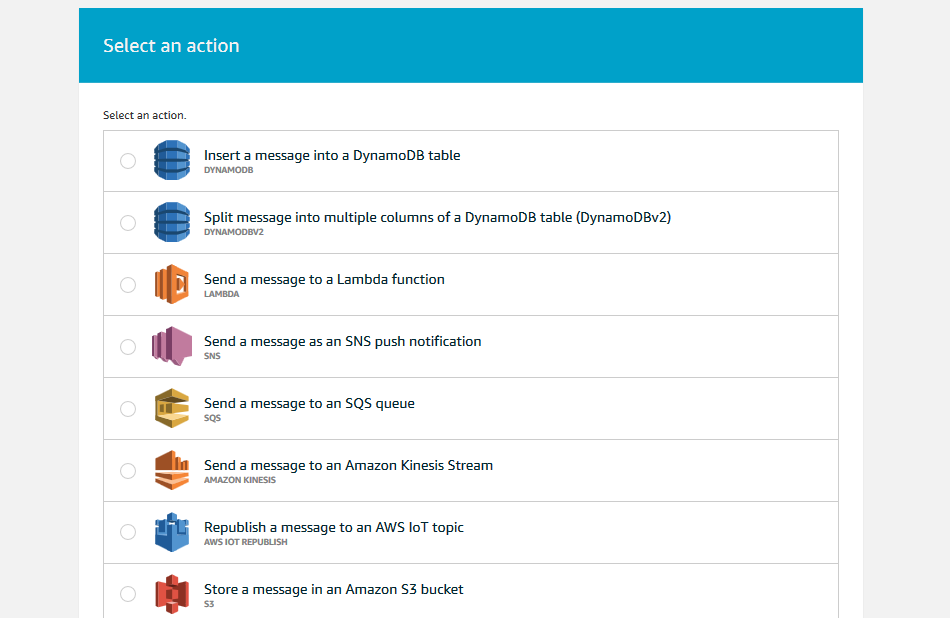 Select an action
Select an action.
Insert a message into a DynamoDB table
DYNAMODB
Split message into multiple columns of a DynamoDB table (DynamoDBv2)
DYNAMODBV2
Send a message to a Lambda function
LAMBDA
Send a message as an SNS push notification
SNS
Send a message to an SQS queue
SQS
Send a message to an Amazon Kinesis Stream
AMAZON KINESIS
Republish a message to an AWS IoT topic
AWS IOT REPUBLISH
Store a message in an Amazon S3 bucket
S3